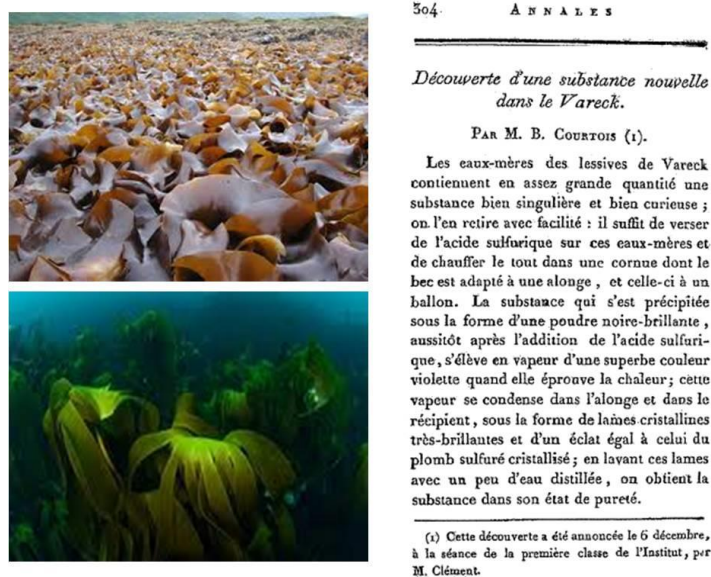 304. ANNALES
Découverte d'une substance nouvelle
dans le Vareck.
PAR M. B. COURTOIS (1).
Les eaux-mères des lessives de Vareck
contiennent en assez grande quantité une
substance bien singulière et bien curieuse ;
on l'en retire avec facilité : il suffit de verser
de l'acide sulfurique sur ces eaux-mères et
de chauffer le tout dans une cornue dont le
bec est adapté à une alonge , et celle-ci à un
ballon. La substance qui s'est précipitée
sous la forme d'une poudre noire-brillante ,
aussitôt après l'addition de l'acide sulfuri-
que, s'élève en vapeur d'une superbe couleur
violette quand elle éprouve la chaleur ; cette
vapeur se condense dans l'alonge et dans le
récipient , sous la forme de lames cristallines
très-brillantes et d'un éclat égal à celui du
plomb sulfuré cristallisé ; en lavant ces lames
avec un peu d'eau distillée , on obtient la
substance dans son état de pureté.
(1) Cette découverte a été annoncée le 6 décembre,
à la séance de la première classe de l'Institut, par
M. Clément.